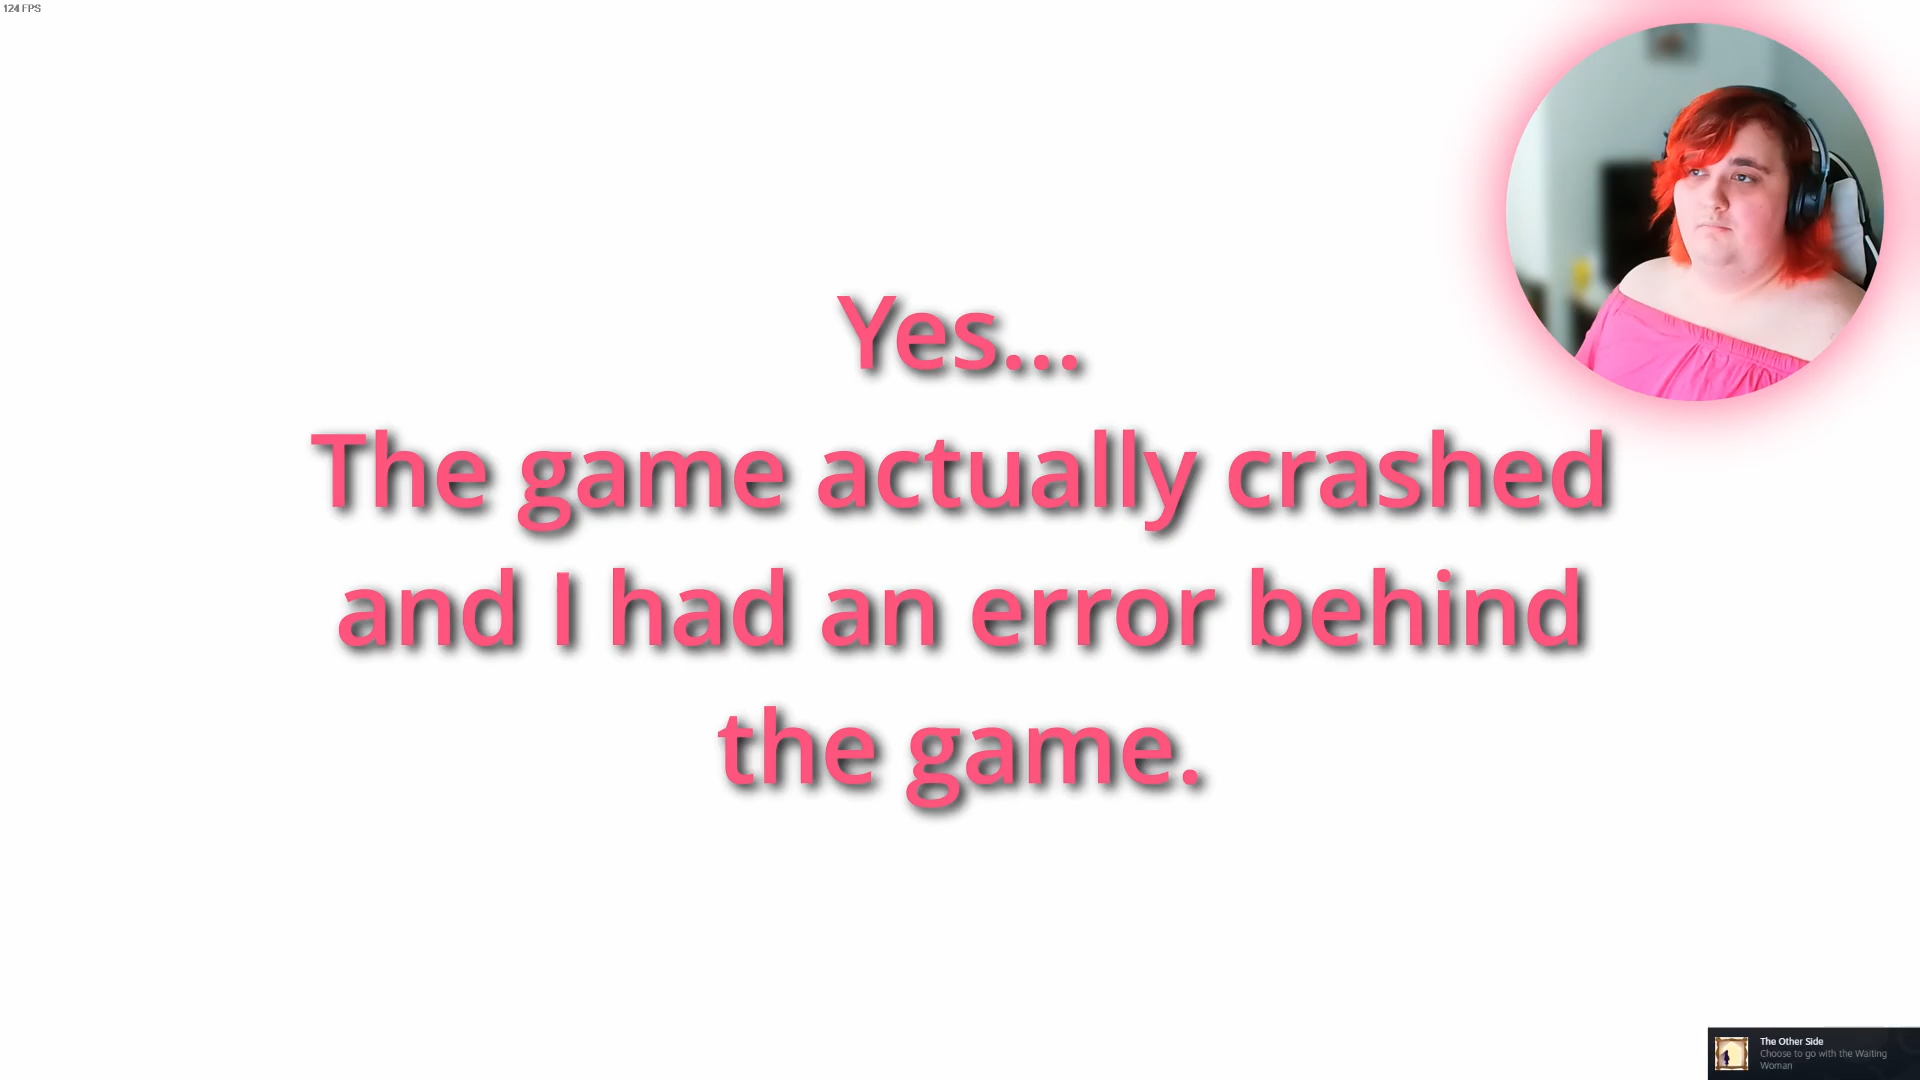 124 FPS
Yes...
The game actually crashed
and I had an error behind
the game.
The Other Side
Choose to go with the Waiting
Woman